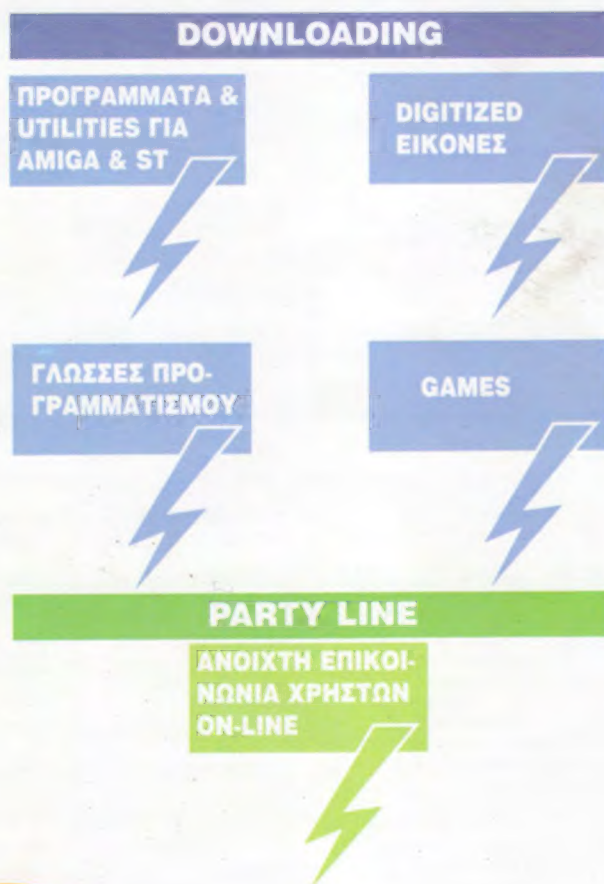 DOWNLOADING
ΠΡΟΓΡΑΜΜΑΤΑ &
UTILITIES ΓΙΑ
AMIGA & ST
DIGITIZED
ΕΙΚΟΝΕΣ
ΓΛΩΣΣΕΣ ΠΡΟ-
ΓΡΑΜΜΑΤΙΣΜΟΥ
GAMES
PARTY LINE
ΑΝΟΙΧΤΗ ΕΠΙΚΟΙ-
ΝΩΝΙΑ ΧΡΗΣΤΩΝ
ON-LINE